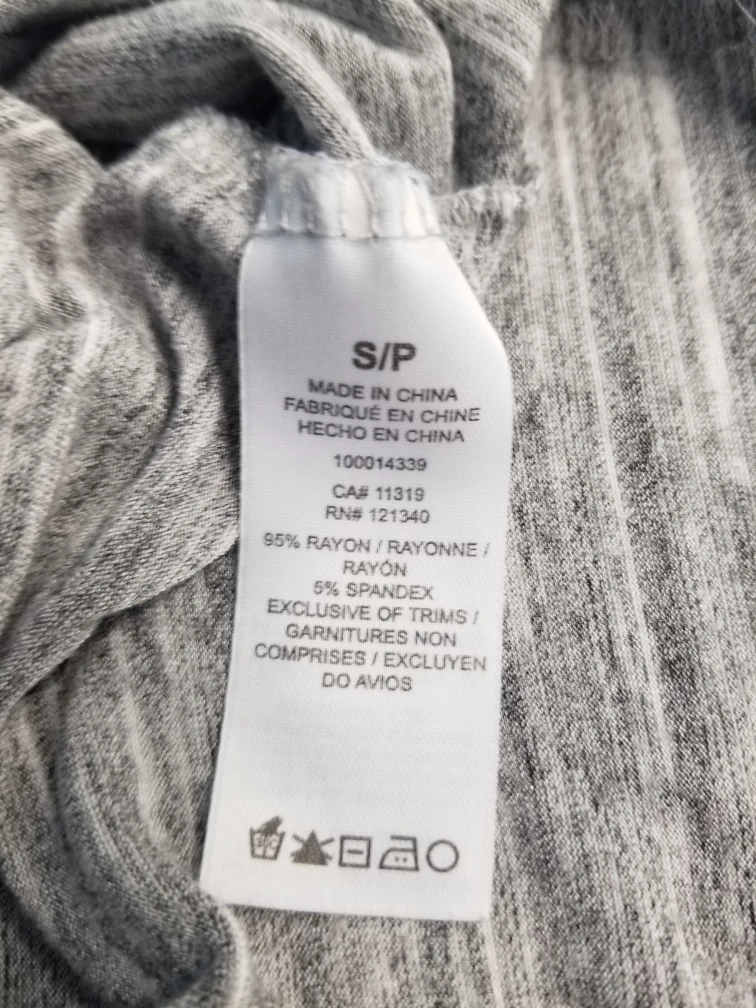 S/P
MADE IN CHINA
FABRIQUÉ EN CHINE
HECHO EN CHINA
100014339
CA# 11319
RN# 121340
95% RAYON / RAYONNE /
RAYÓN
5% SPANDEX
EXCLUSIVE OF TRIMS /
GARNITURES NON
COMPRISES / EXCLUYEN
DO AVIOS